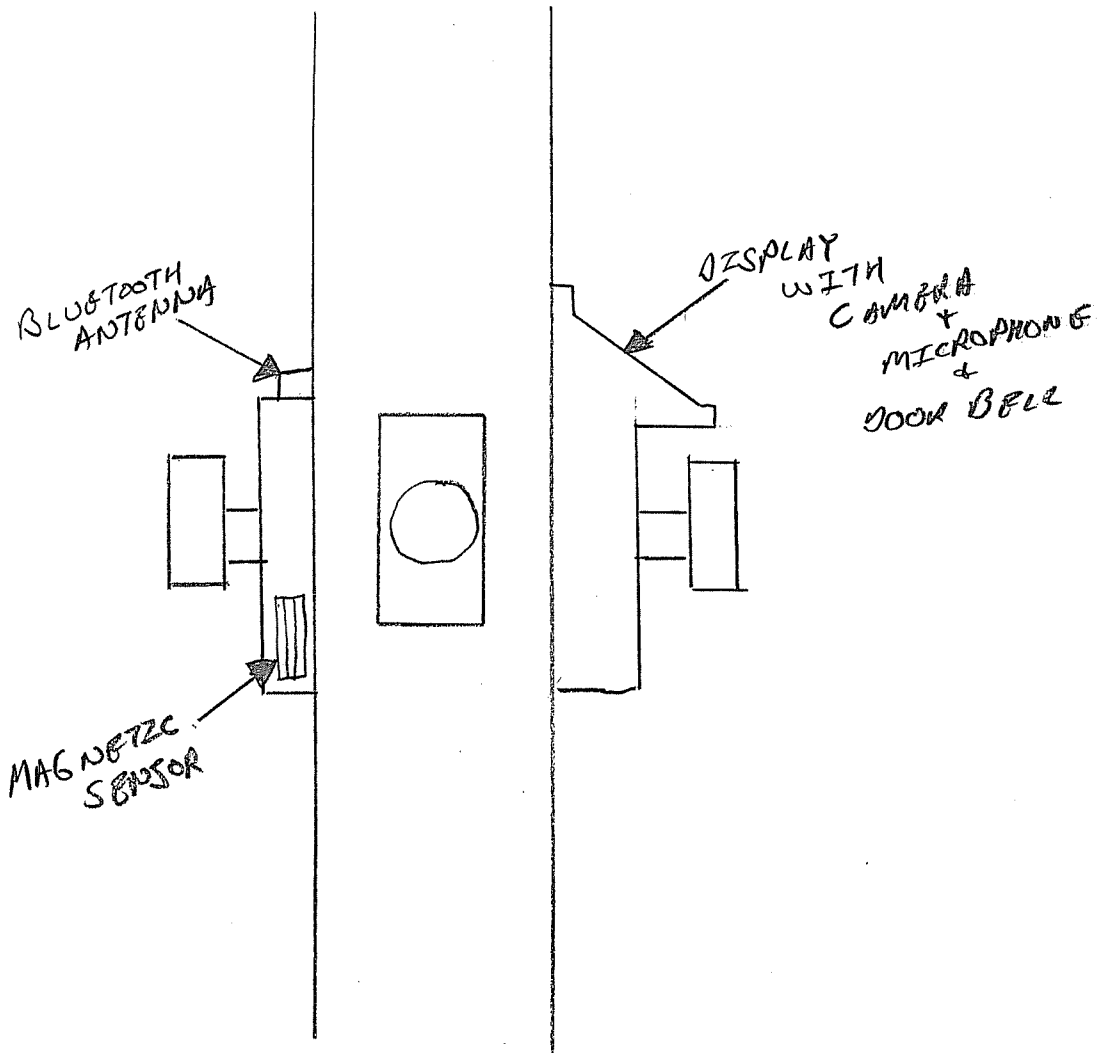 BLUETOOTH
ANTENNA
DISPLAY
WITH
CAMERA
+
MICROPHONE
&
DOOR BELL
MAGNETIC
SENSOR